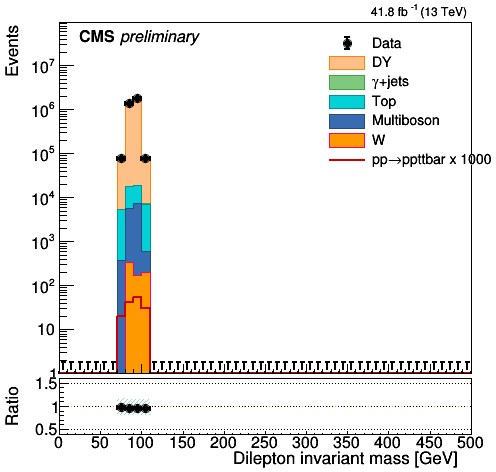 41.8 fb⁻¹ (13 TeV)
CMS preliminary
Events
Data
DY
γ+jets
Top
Multiboson
W
pp→ppttbar x 1000
10⁷
10⁶
10⁵
10⁴
10³
10²
10
1
Ratio
1.5
1
0.5
0 50 100 150 200 250 300 350 400 450 500
Dilepton invariant mass [GeV]